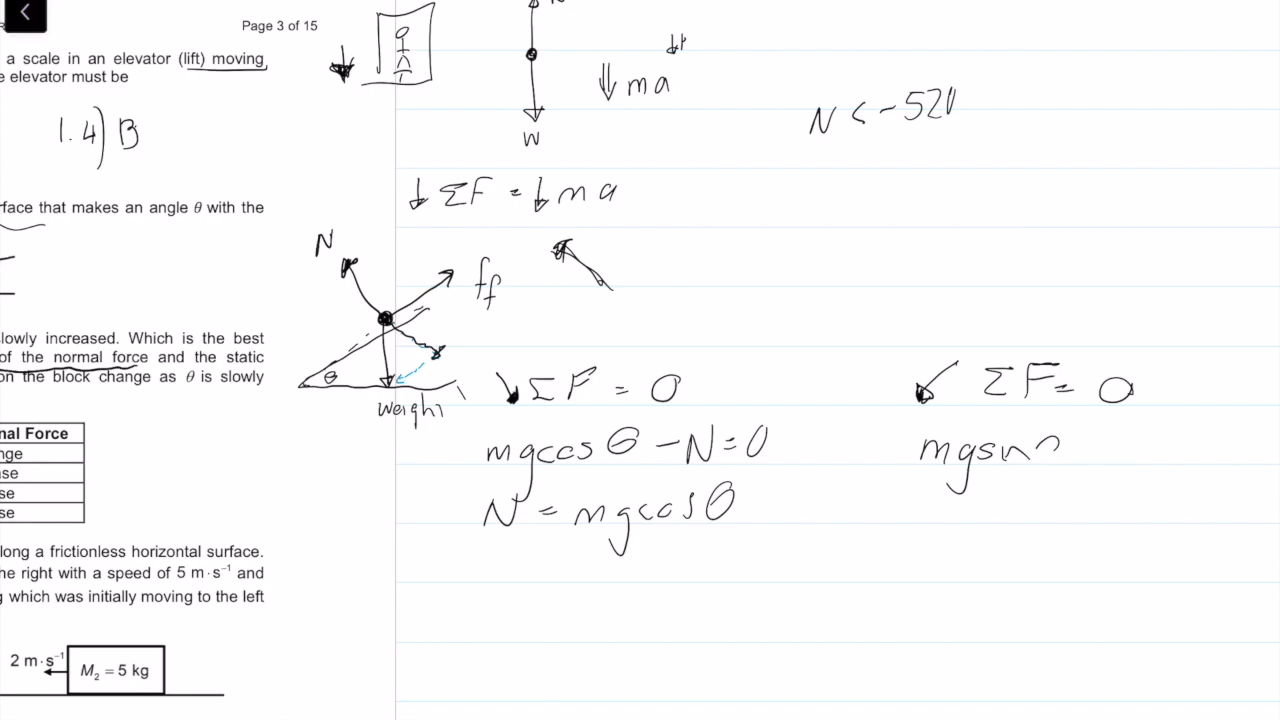 Page 3 of 15
a scale in an elevator (lift) moving
e elevator must be
1.4) B
W
ma
N < -520
↓ ΣF = ↓ ma
rface that makes an angle θ with the
N
ff
θ
weight
lowly increased. Which is the best
of the normal force and the static
on the block change as θ is slowly
ΣF = 0
mgcosθ - N = 0
N = mgcosθ
ΣF = 0
mgsin
nal Force
nge
ase
se
se
long a frictionless horizontal surface.
he right with a speed of 5 m·s⁻¹ and
g which was initially moving to the left
2 m·s⁻¹
M₂ = 5 kg